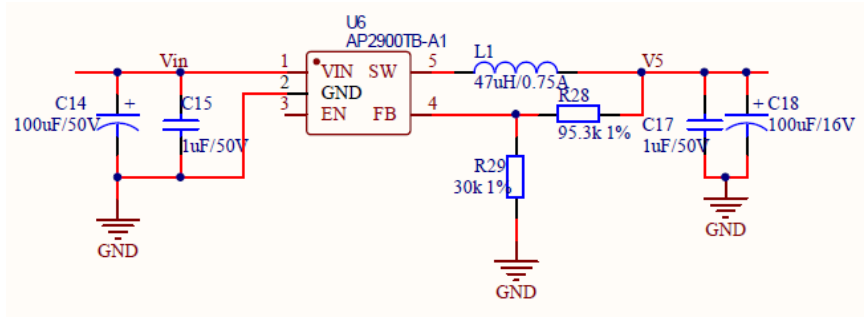 U6
AP2900TB-A1
Vin
1
VIN
SW
5
L1
47uH/0.75A
V5
2
GND
3
EN
FB
4
C14
100uF/50V
+
C15
1uF/50V
R28
95.3k 1%
R29
30k 1%
C17
1uF/50V
+
C18
100uF/16V
GND
GND
GND